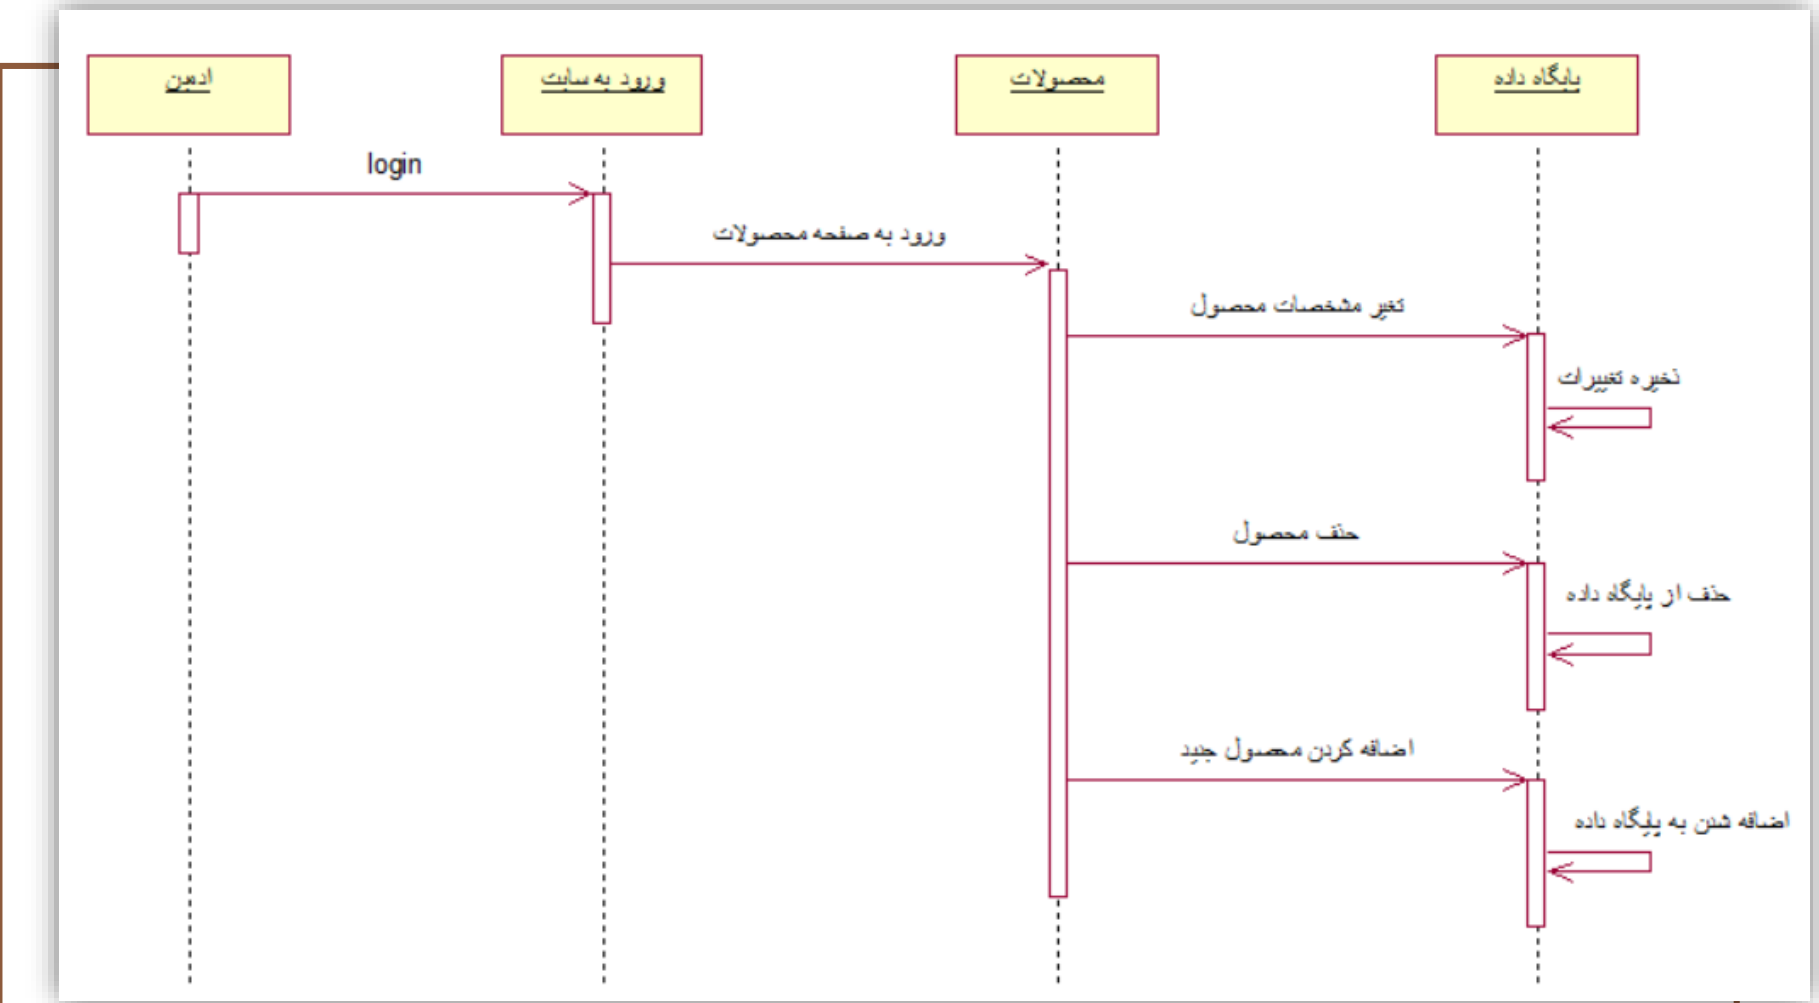 ادمین
ورود به سایت
محصولات
پایگاه داده
login
ورود به صفحه محصولات
تغیر مشخصات محصول
ذخیره تغییرات
حذف محصول
حذف از پایگاه داده
اضافه کردن محصول جدید
اضافه شدن به پایگاه داده